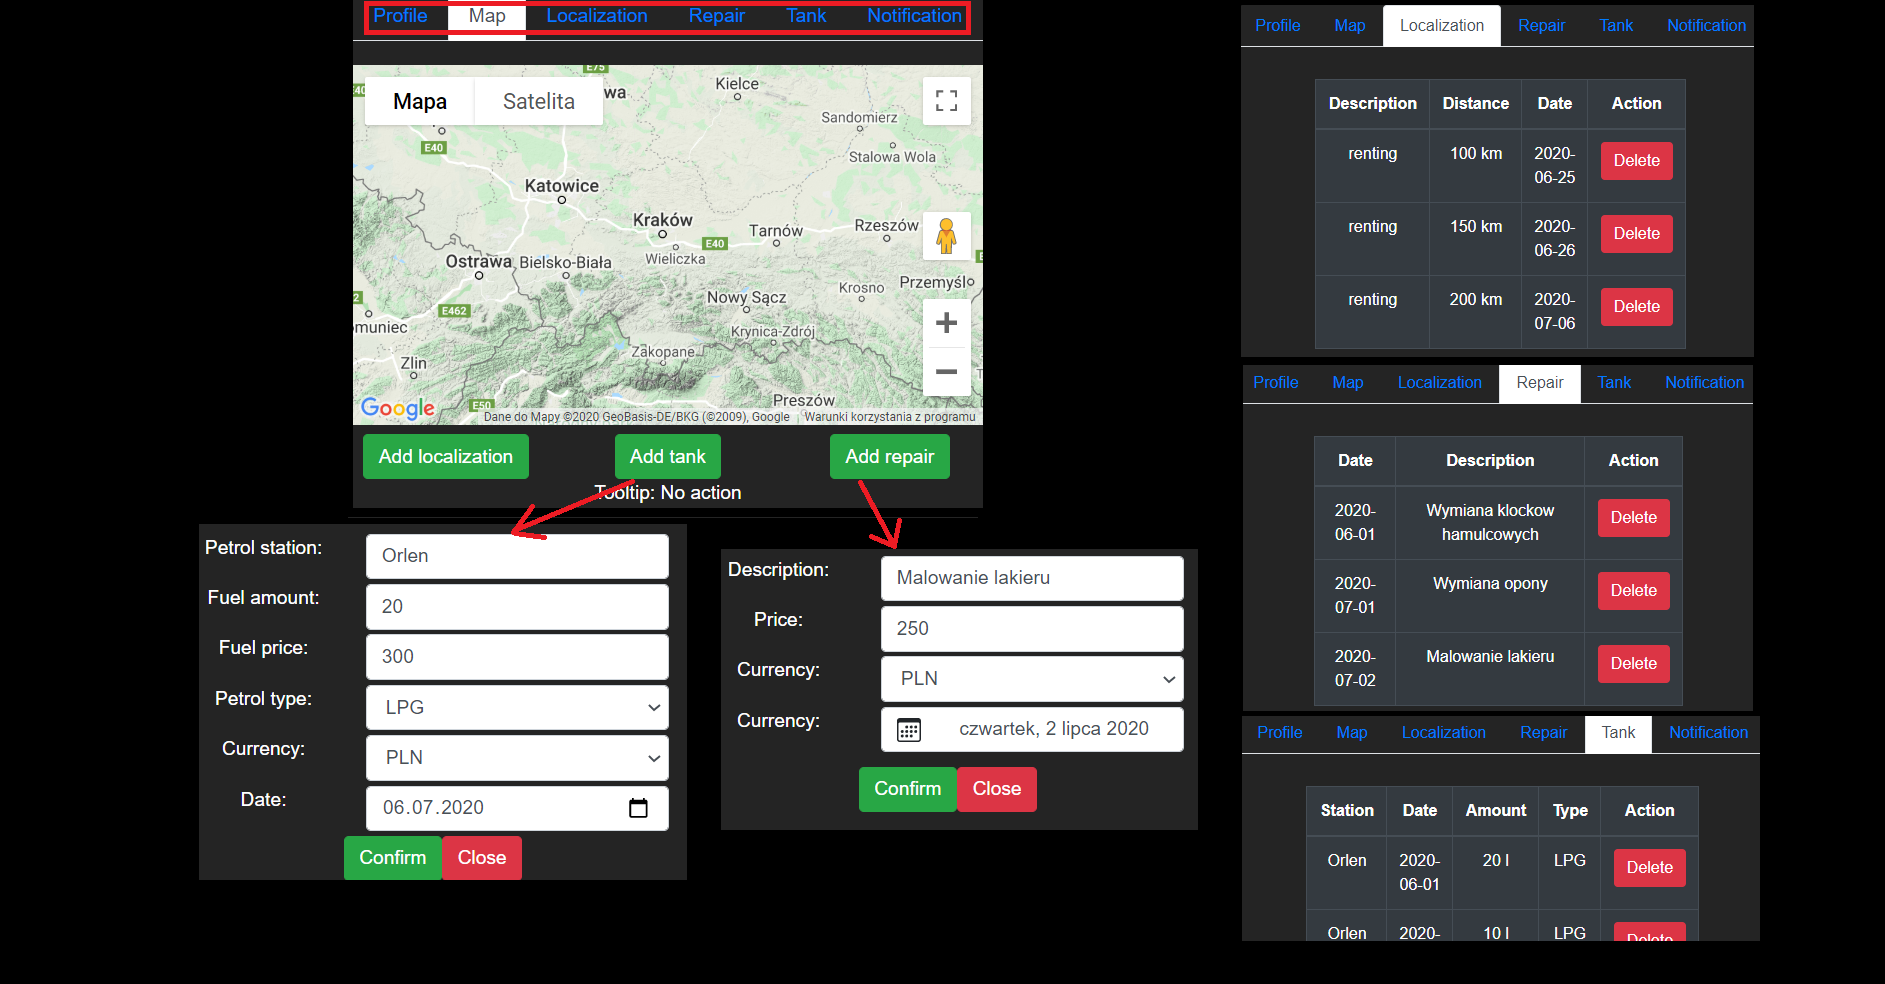 Profile Map Localization Repair Tank Notification
Mapa Satelita
E75
Kielce
E40
wa
Sandomierz
E40
Stalowa Wola
Katowice
Kraków
E40
Tarnów
Rzeszów
Wieliczka
Ostrawa Bielsko-Biała
Krosno Przemyśl
Nowy Sącz
E462
omuniec
Krynica-Zdrój
Zakopane
Zlin
Preszów
E50
Google
Dane do Mapy ©2020 GeoBasis-DE/BKG (©2009), Google Warunki korzystania z programu
Add localization Add tank Add repair
Tooltip: No action
Petrol station: Orlen
Fuel amount: 20
Fuel price: 300
Petrol type: LPG
Currency: PLN
Date: 06.07.2020
Confirm Close
Description: Malowanie lakieru
Price: 250
Currency: PLN
Currency: czwartek, 2 lipca 2020
Confirm Close
Profile Map Localization Repair Tank Notification
Description Distance Date Action
renting 100 km 2020-
06-25 Delete
renting 150 km 2020-
06-26 Delete
renting 200 km 2020-
07-06 Delete
Profile Map Localization Repair Tank Notification
Date Description Action
2020- Wymiana klockow
06-01 hamulcowych Delete
2020- Wymiana opony
07-01 Delete
2020- Malowanie lakieru
07-02 Delete
Profile Map Localization Repair Tank Notification
Station Date Amount Type Action
Orlen 2020- 20 l LPG
06-01 Delete
Orlen 2020- 10 l LPG Delete